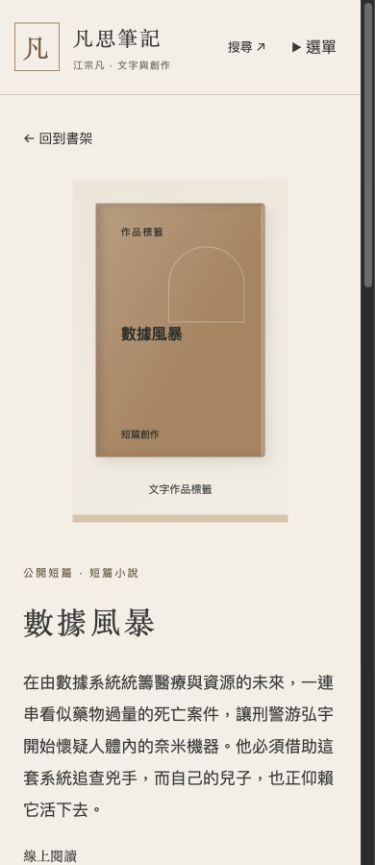 凡
凡思筆記
江宗凡 · 文字與創作
搜尋 ↗
▶ 選單
← 回到書架
作品標籤
數據風暴
短篇創作
文字作品標籤
公開短篇 · 短篇小說
數據風暴
在由數據系統統籌醫療與資源的未來，一連
串看似藥物過量的死亡案件，讓刑警游弘宇
開始懷疑人體內的奈米機器。他必須借助這
套系統追查兇手，而自己的兒子，也正仰賴
它活下去。
線上閱讀